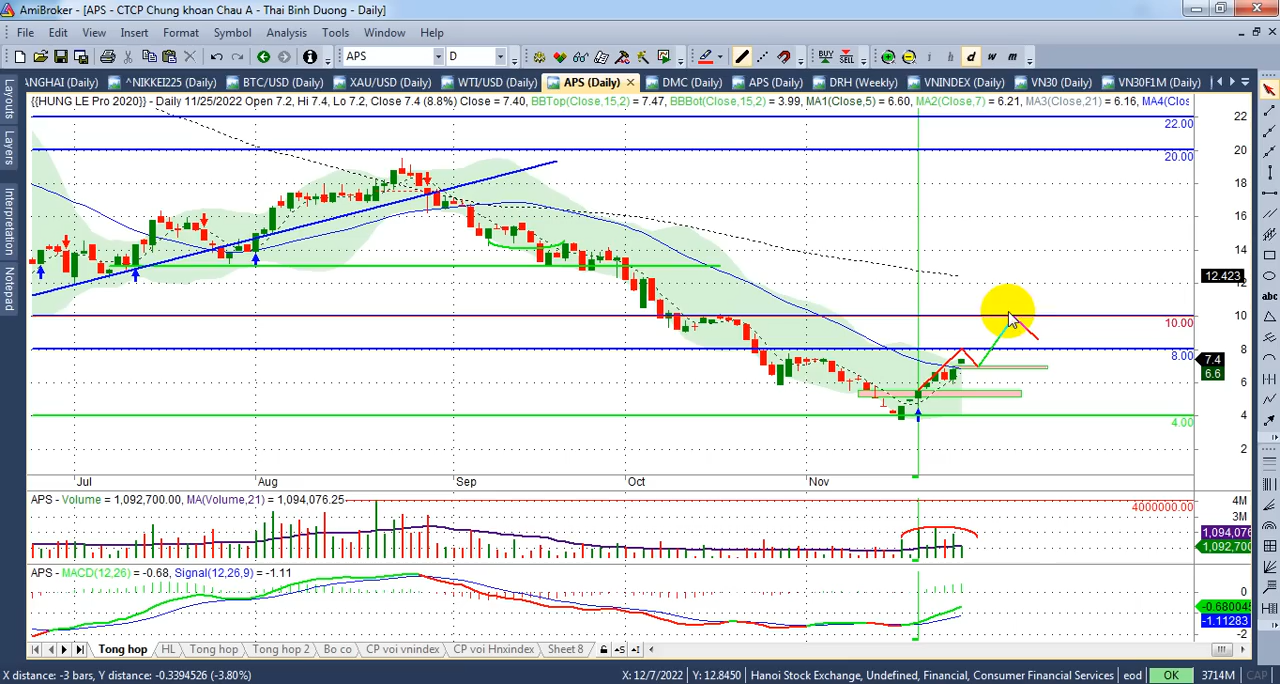 AmiBroker - [APS - CTCP Chung khoan Chau A - Thai Binh Duong - Daily]
File Edit View Insert Format Symbol Analysis Tools Window Help
APS D BUY SELL i h d w m
ANGHAI (Daily) ^NIKKEI225 (Daily) BTC/USD (Daily) XAU/USD (Daily) WTI/USD (Daily) APS (Daily) DMC (Daily) APS (Daily) DRH (Weekly) VNINDEX (Daily) VN30 (Daily) VN30F1M (Daily)
Layouts
Layers
Interpretation
Notepad
{{HUNG LE Pro 2020}} - Daily 11/25/2022 Open 7.2, Hi 7.4, Lo 7.2, Close 7.4 (8.8%) Close = 7.40, BBTop(Close,15,2) = 7.47, BBBot(Close,15,2) = 3.99, MA1(Close,5) = 6.60, MA2(Close,7) = 6.21, MA3(Close,21) = 6.16, MA4(Clos
22.00
20.00
10.00
8.00
4.00
22
20
18
16
14
12.423
12
10
8
7.4
6.6
6
4
2
abc
Jul Aug Sep Oct Nov
APS - Volume = 1,092,700.00, MA(Volume,21) = 1,094,076.25
4000000.00
4M
3M
1,094,076
1,092,700
APS - MACD(12,26) = -0.68, Signal(12,26,9) = -1.11
0
-0.680045
-1.11283
-2
Tong hop HL Tong hop Tong hop 2 Bo co CP voi vnindex CP voi Hnxindex Sheet 8
X distance: -3 bars, Y distance: -0.3394526 (-3.80%) X: 12/7/2022 Y: 12.8450 Hanoi Stock Exchange, Undefined, Financial, Consumer Financial Services eod OK 3714M CAP